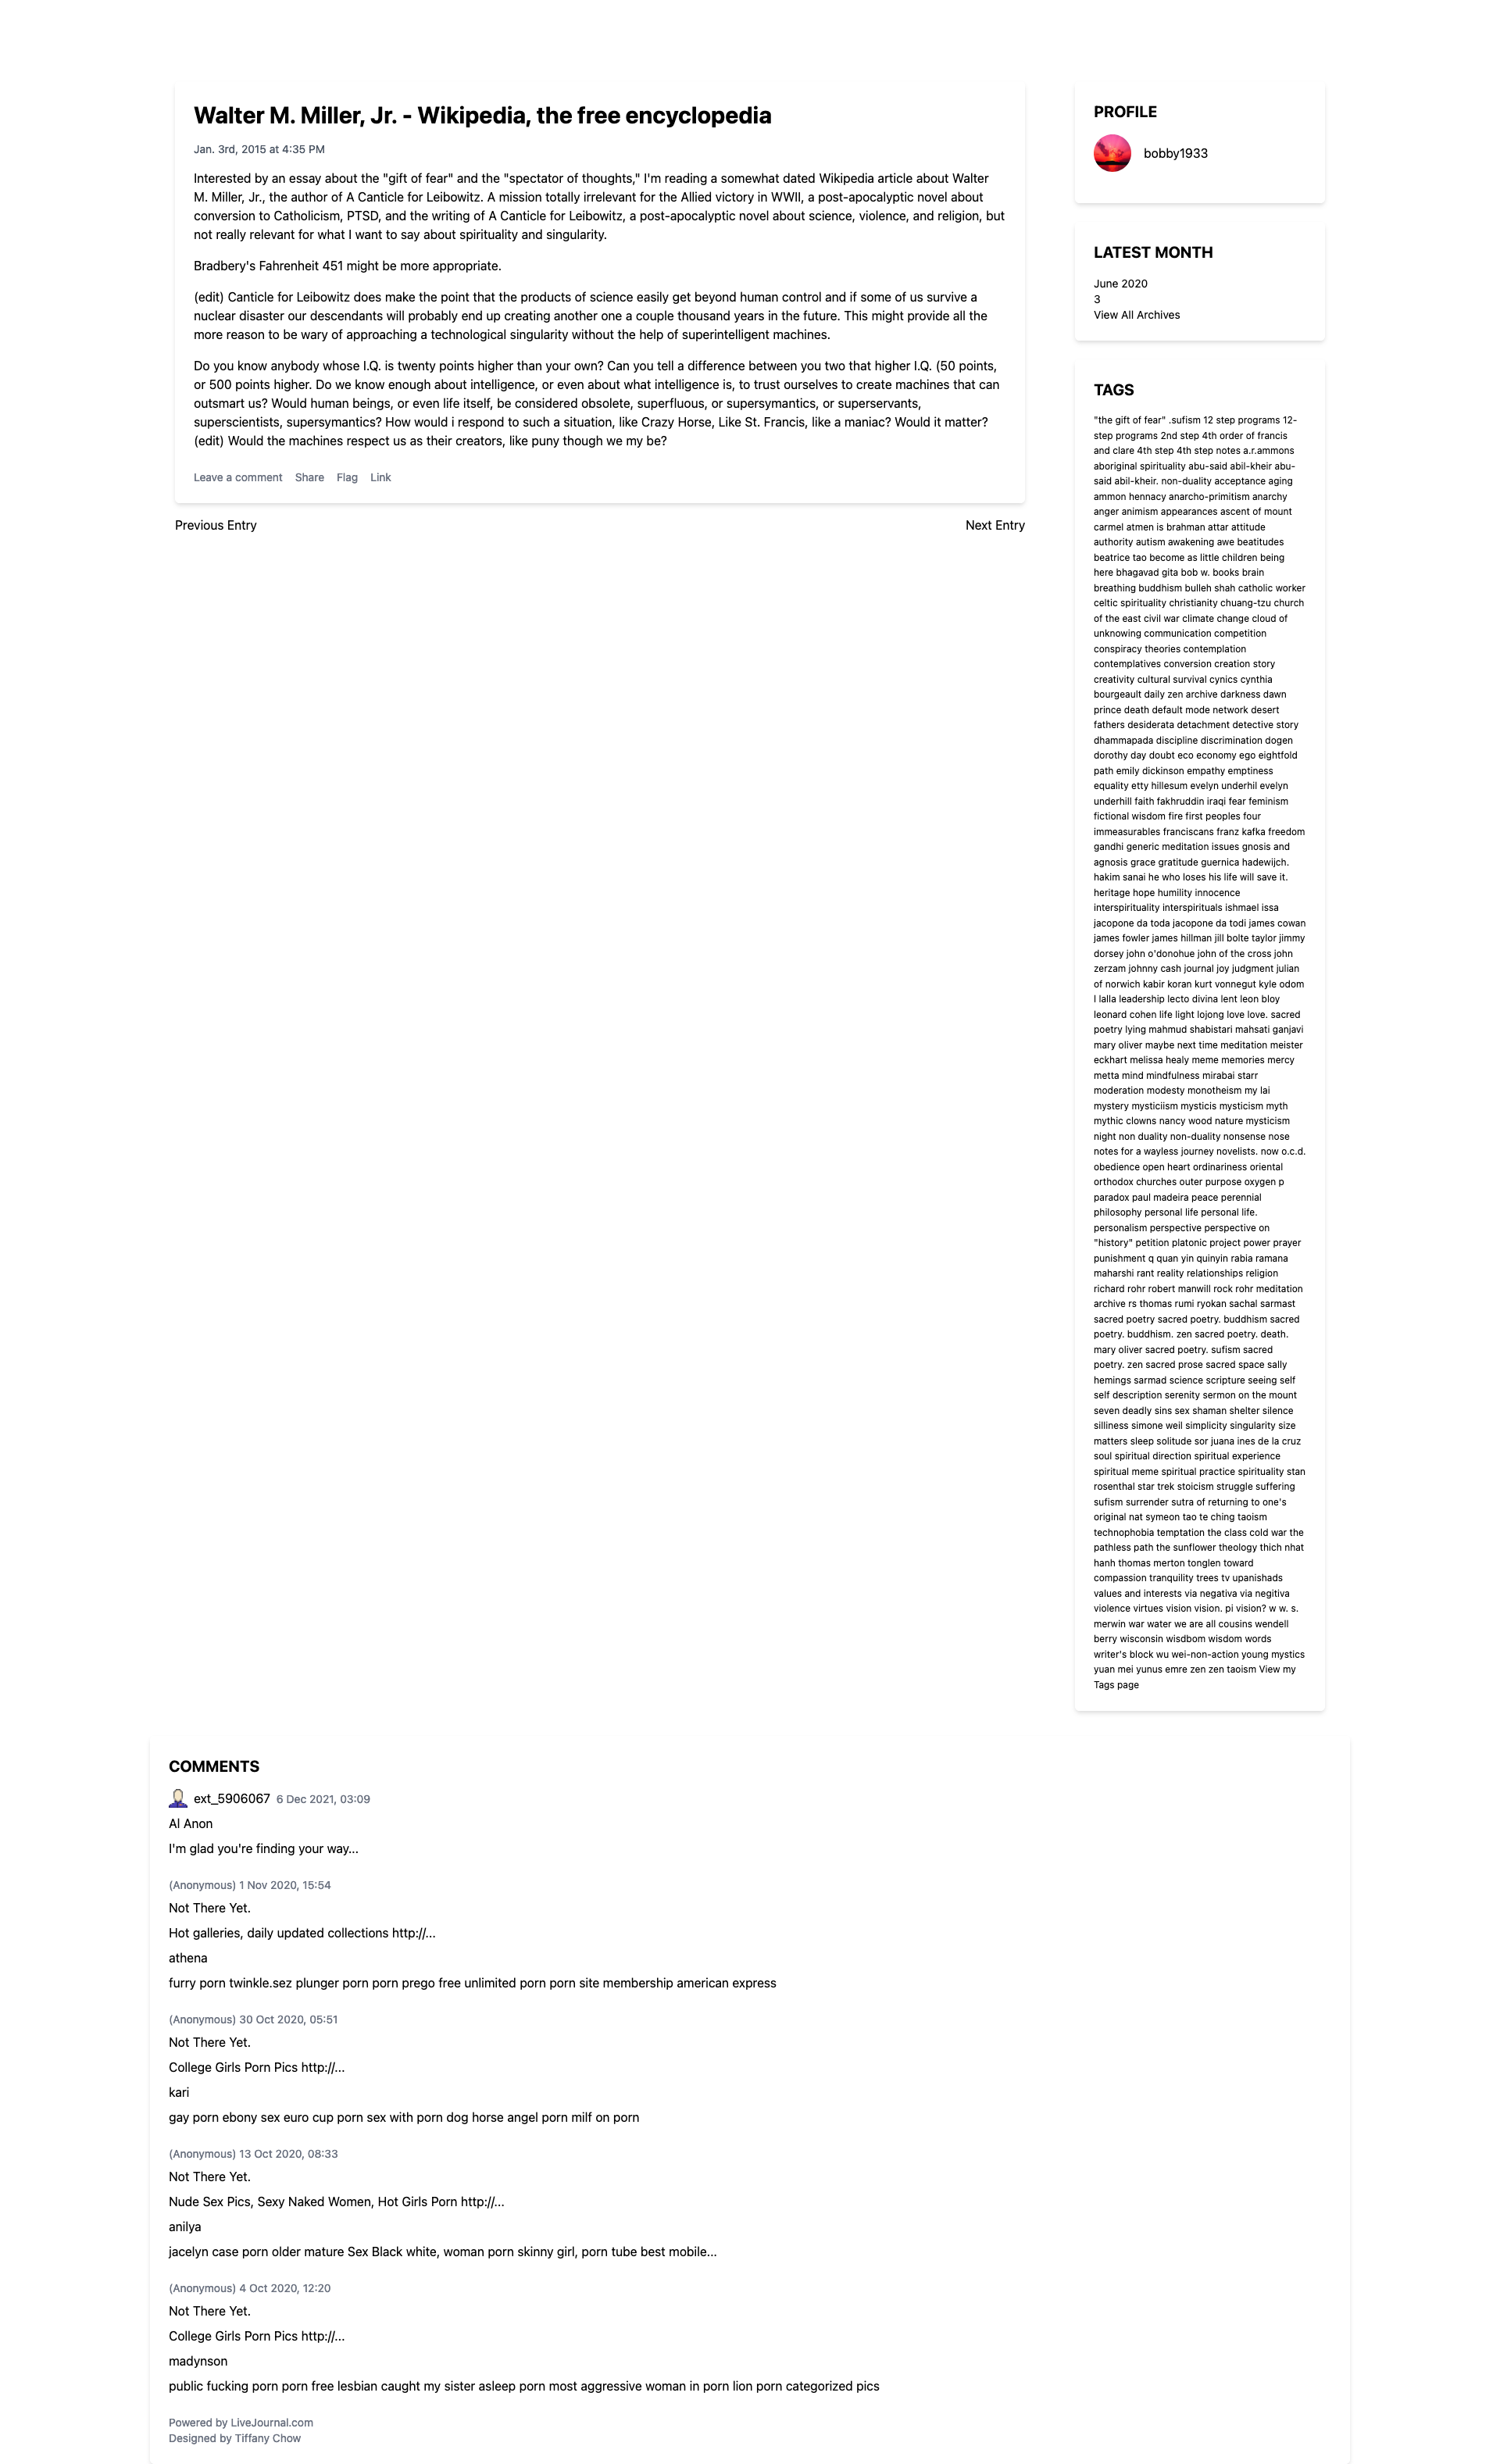 Walter M. Miller, Jr. - Wikipedia, the free encyclopedia
Jan. 3rd, 2015 at 4:35 PM
Interested by an essay about the "gift of fear" and the "spectator of thoughts," I'm reading a somewhat dated Wikipedia article about Walter
M. Miller, Jr., the author of A Canticle for Leibowitz. A mission totally irrelevant for the Allied victory in WWII, a post-apocalyptic novel about
conversion to Catholicism, PTSD, and the writing of A Canticle for Leibowitz, a post-apocalyptic novel about science, violence, and religion, but
not really relevant for what I want to say about spirituality and singularity.
Bradbery's Fahrenheit 451 might be more appropriate.
(edit) Canticle for Leibowitz does make the point that the products of science easily get beyond human control and if some of us survive a
nuclear disaster our descendants will probably end up creating another one a couple thousand years in the future. This might provide all the
more reason to be wary of approaching a technological singularity without the help of superintelligent machines.
Do you know anybody whose I.Q. is twenty points higher than your own? Can you tell a difference between you two that higher I.Q. (50 points,
or 500 points higher. Do we know enough about intelligence, or even about what intelligence is, to trust ourselves to create machines that can
outsmart us? Would human beings, or even life itself, be considered obsolete, superfluous, or supersymantics, or superservants,
superscientists, supersymantics? How would i respond to such a situation, like Crazy Horse, Like St. Francis, like a maniac? Would it matter?
(edit) Would the machines respect us as their creators, like puny though we my be?
Leave a comment Share Flag Link
Previous Entry Next Entry
PROFILE
bobby1933
LATEST MONTH
June 2020
3
View All Archives
TAGS
"the gift of fear" .sufism 12 step programs 12-
step programs 2nd step 4th order of francis
and clare 4th step 4th step notes a.r.ammons
aboriginal spirituality abu-said abil-kheir abu-
said abil-kheir. non-duality acceptance aging
ammon hennacy anarcho-primitism anarchy
anger animism appearances ascent of mount
carmel atmen is brahman attar attitude
authority autism awakening awe beatitudes
beatrice tao become as little children being
here bhagavad gita bob w. books brain
breathing buddhism bulleh shah catholic worker
celtic spirituality christianity chuang-tzu church
of the east civil war climate change cloud of
unknowing communication competition
conspiracy theories contemplation
contemplatives conversion creation story
creativity cultural survival cynics cynthia
bourgeault daily zen archive darkness dawn
prince death default mode network desert
fathers desiderata detachment detective story
dhammapada discipline discrimination dogen
dorothy day doubt eco economy ego eightfold
path emily dickinson empathy emptiness
equality etty hillesum evelyn underhil evelyn
underhill faith fakhruddin iraqi fear feminism
fictional wisdom fire first peoples four
immeasurables franciscans franz kafka freedom
gandhi generic meditation issues gnosis and
agnosis grace gratitude guernica hadewijch.
hakim sanai he who loses his life will save it.
heritage hope humility innocence
interspirituality interspirituals ishmael issa
jacopone da toda jacopone da todi james cowan
james fowler james hillman jill bolte taylor jimmy
dorsey john o'donohue john of the cross john
zerzam johnny cash journal joy judgment julian
of norwich kabir koran kurt vonnegut kyle odom
l lalla leadership lecto divina lent leon bloy
leonard cohen life light lojong love love. sacred
poetry lying mahmud shabistari mahsati ganjavi
mary oliver maybe next time meditation meister
eckhart melissa healy meme memories mercy
metta mind mindfulness mirabai starr
moderation modesty monotheism my lai
mystery mysticiism mysticis mysticism myth
mythic clowns nancy wood nature mysticism
night non duality non-duality nonsense nose
notes for a wayless journey novelists. now o.c.d.
obedience open heart ordinariness oriental
orthodox churches outer purpose oxygen p
paradox paul madeira peace perennial
philosophy personal life personal life.
personalism perspective perspective on
"history" petition platonic project power prayer
punishment q quan yin quinyin rabia ramana
maharshi rant reality relationships religion
richard rohr robert manwill rock rohr meditation
archive rs thomas rumi ryokan sachal sarmast
sacred poetry sacred poetry. buddhism sacred
poetry. buddhism. zen sacred poetry. death.
mary oliver sacred poetry. sufism sacred
poetry. zen sacred prose sacred space sally
hemings sarmad science scripture seeing self
self description serenity sermon on the mount
seven deadly sins sex shaman shelter silence
silliness simone weil simplicity singularity size
matters sleep solitude sor juana ines de la cruz
soul spiritual direction spiritual experience
spiritual meme spiritual practice spirituality stan
rosenthal star trek stoicism struggle suffering
sufism surrender sutra of returning to one's
original nat symeon tao te ching taoism
technophobia temptation the class cold war the
pathless path the sunflower theology thich nhat
hanh thomas merton tonglen toward
compassion tranquility trees tv upanishads
values and interests via negativa via negitiva
violence virtues vision vision. pi vision? w w. s.
merwin war water we are all cousins wendell
berry wisconsin wisdbom wisdom words
writer's block wu wei-non-action young mystics
yuan mei yunus emre zen zen taoism View my
Tags page
COMMENTS
ext_5906067 6 Dec 2021, 03:09
Al Anon
I'm glad you're finding your way...
(Anonymous) 1 Nov 2020, 15:54
Not There Yet.
Hot galleries, daily updated collections http://...
athena
furry porn twinkle.sez plunger porn porn prego free unlimited porn porn site membership american express
(Anonymous) 30 Oct 2020, 05:51
Not There Yet.
College Girls Porn Pics http://...
kari
gay porn ebony sex euro cup porn sex with porn dog horse angel porn milf on porn
(Anonymous) 13 Oct 2020, 08:33
Not There Yet.
Nude Sex Pics, Sexy Naked Women, Hot Girls Porn http://...
anilya
jacelyn case porn older mature Sex Black white, woman porn skinny girl, porn tube best mobile...
(Anonymous) 4 Oct 2020, 12:20
Not There Yet.
College Girls Porn Pics http://...
madynson
public fucking porn porn free lesbian caught my sister asleep porn most aggressive woman in porn lion porn categorized pics
Powered by LiveJournal.com
Designed by Tiffany Chow